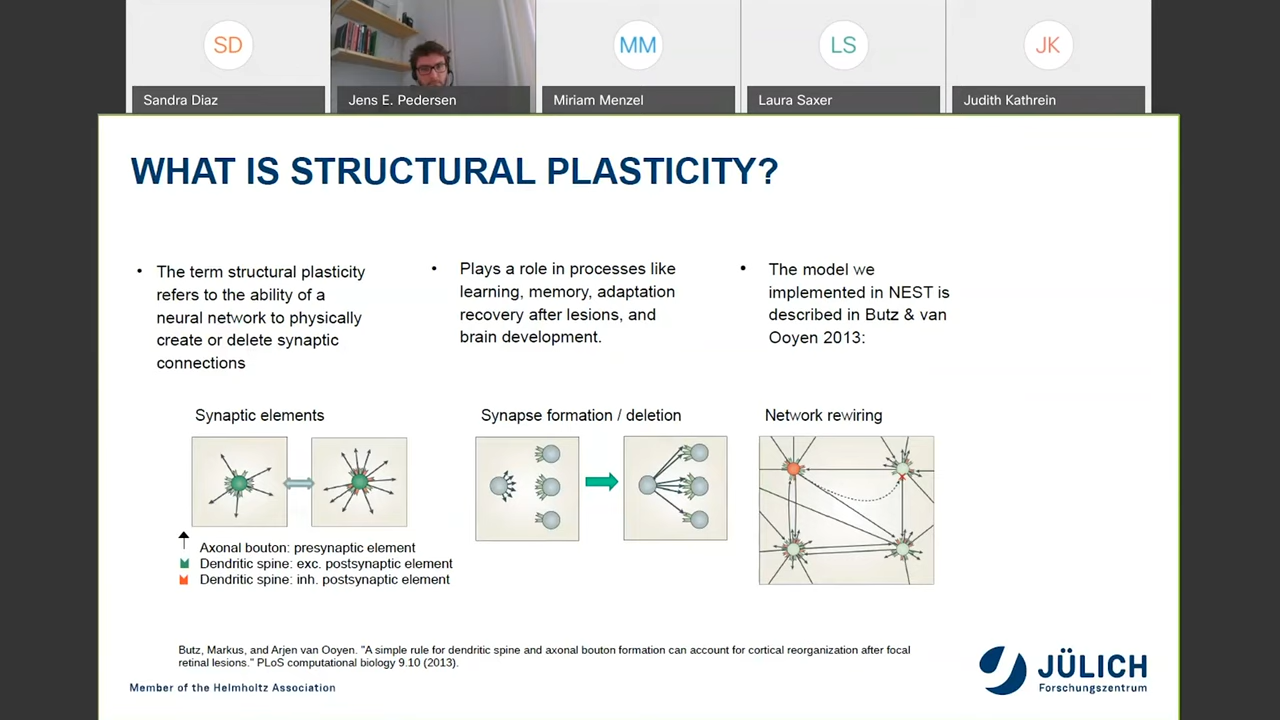 SD
MM
LS
JK
Sandra Diaz
Jens E. Pedersen
Miriam Menzel
Laura Saxer
Judith Kathrein
WHAT IS STRUCTURAL PLASTICITY?
• The term structural plasticity
refers to the ability of a
neural network to physically
create or delete synaptic
connections
• Plays a role in processes like
learning, memory, adaptation
recovery after lesions, and
brain development.
• The model we
implemented in NEST is
described in Butz & van
Ooyen 2013:
Synaptic elements
Synapse formation / deletion
Network rewiring
Axonal bouton: presynaptic element
Dendritic spine: exc. postsynaptic element
Dendritic spine: inh. postsynaptic element
Butz, Markus, and Arjen van Ooyen. "A simple rule for dendritic spine and axonal bouton formation can account for cortical reorganization after focal
retinal lesions." PLoS computational biology 9.10 (2013).
Member of the Helmholtz Association
JÜLICH
Forschungszentrum